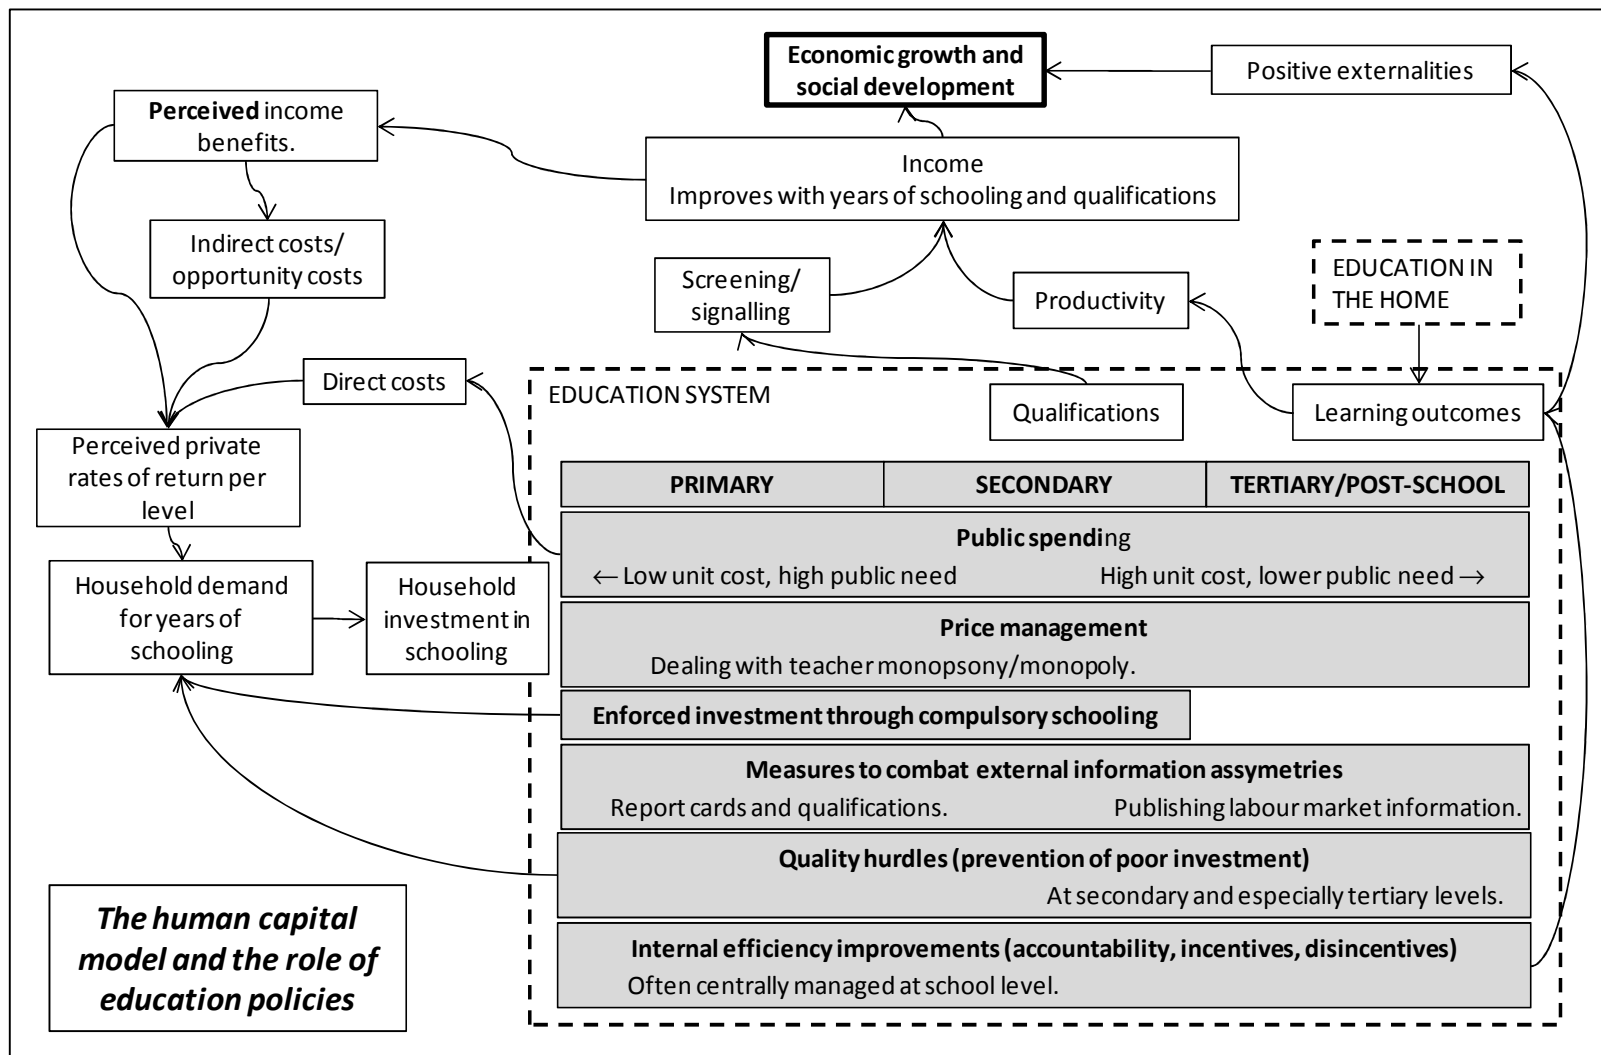 Economic growth and
social development
Positive externalities
Perceived income
benefits.
Income
Improves with years of schooling and qualifications
Indirect costs/
opportunity costs
Screening/
signalling
Productivity
EDUCATION IN
THE HOME
Direct costs
EDUCATION SYSTEM
Qualifications
Learning outcomes
Perceived private
rates of return per
level
PRIMARY
SECONDARY
TERTIARY/POST-SCHOOL
Public spending
← Low unit cost, high public need
High unit cost, lower public need →
Household demand
for years of
schooling
Household
investment in
schooling
Price management
Dealing with teacher monopsony/monopoly.
Enforced investment through compulsory schooling
Measures to combat external information assymetries
Report cards and qualifications.
Publishing labour market information.
Quality hurdles (prevention of poor investment)
At secondary and especially tertiary levels.
Internal efficiency improvements (accountability, incentives, disincentives)
Often centrally managed at school level.
The human capital
model and the role of
education policies